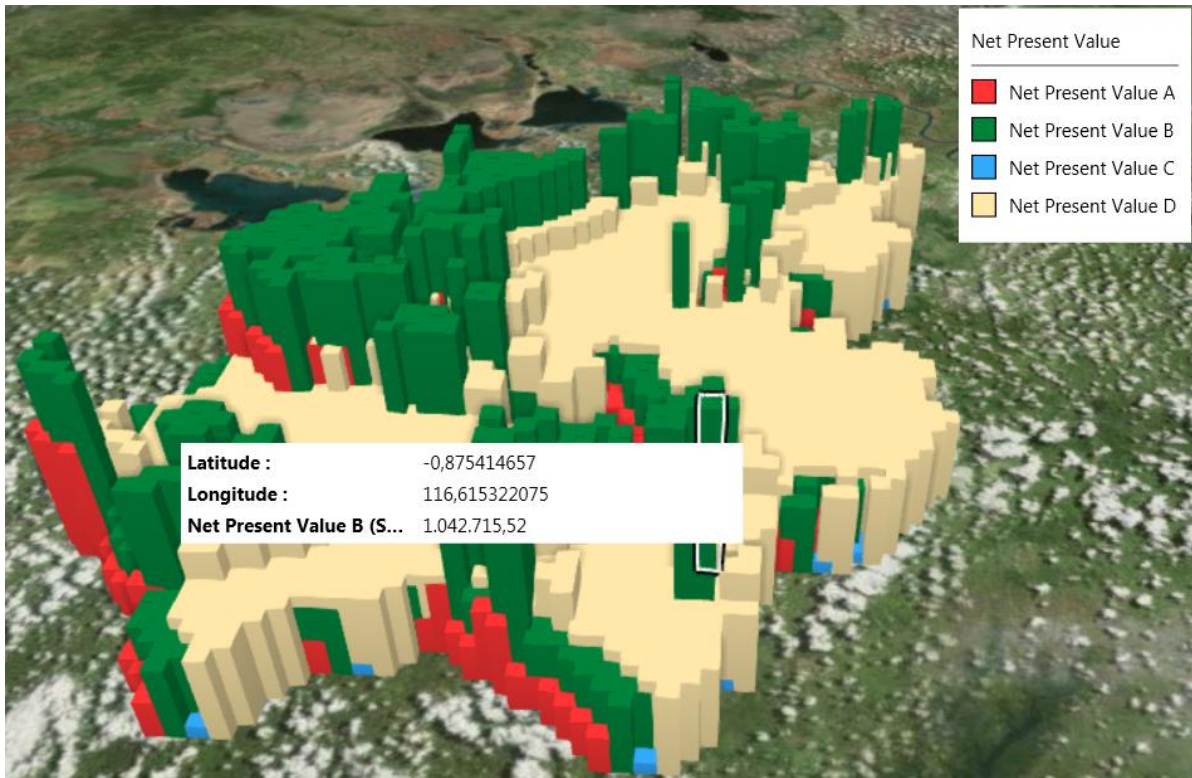 Net Present Value
Net Present Value A
Net Present Value B
Net Present Value C
Net Present Value D
Latitude : -0,875414657
Longitude : 116,615322075
Net Present Value B (S... 1.042.715,52